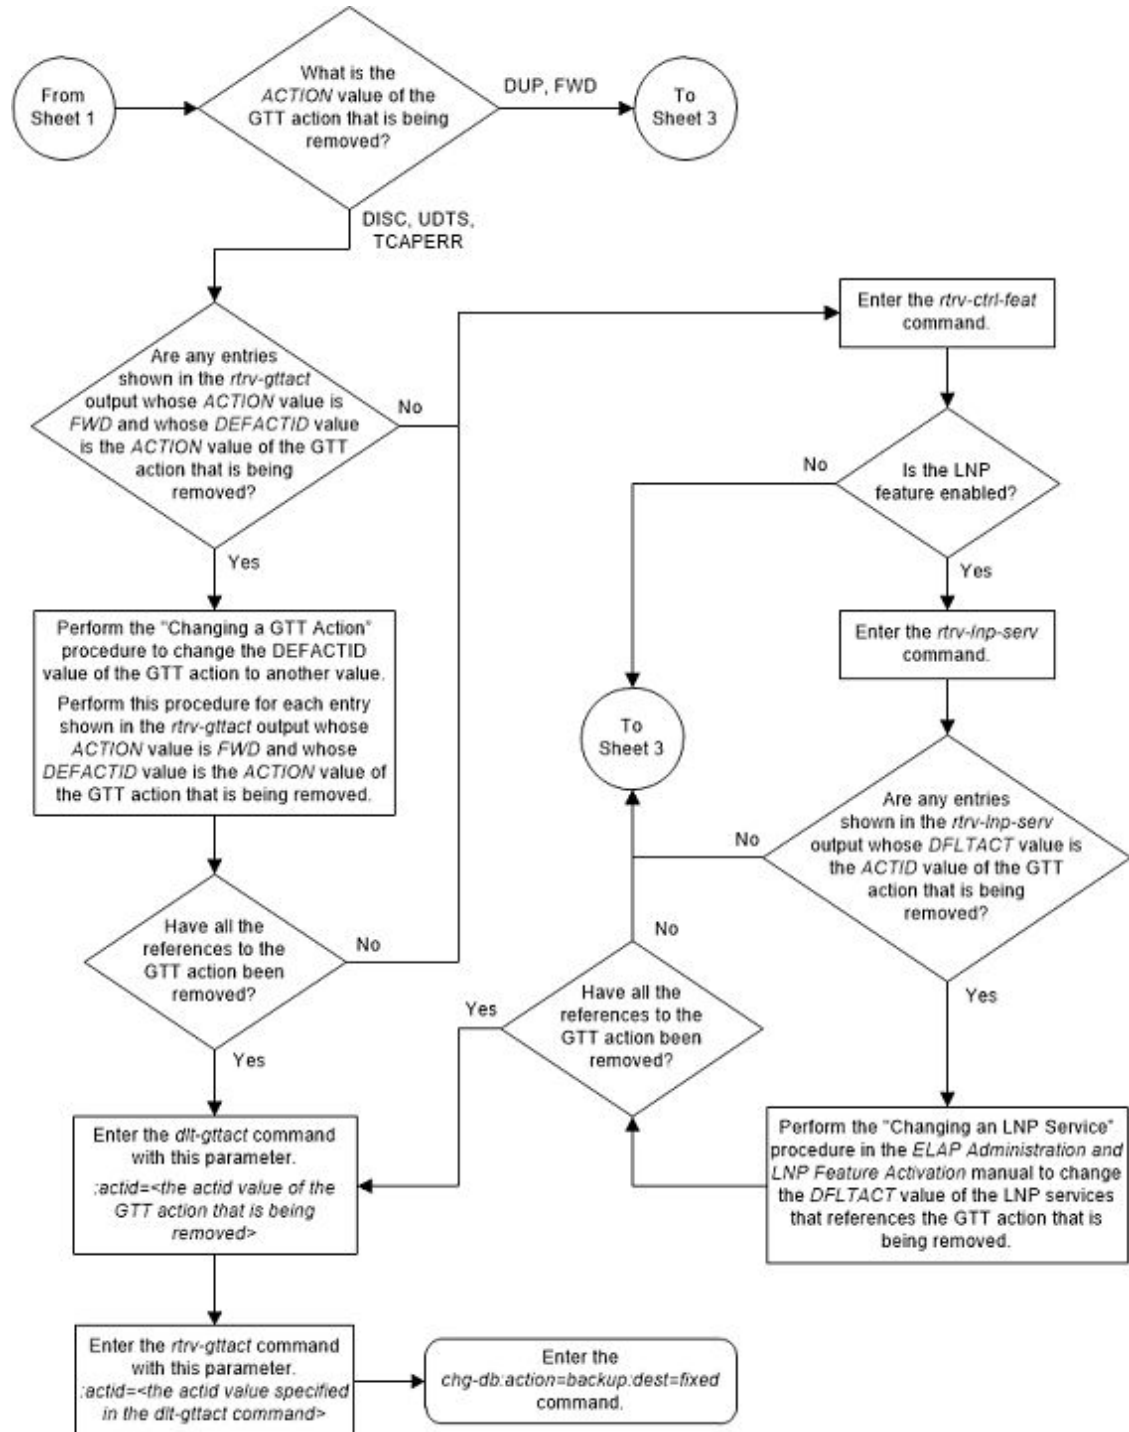 From
Sheet 1
What is the
ACTION value of the
GTT action that is being
removed?
DUP, FWD
To
Sheet 3
DISC, UDTS,
TCAPERR
Are any entries
shown in the rtrv-gttact
output whose ACTION value is
FWD and whose DEFACTID value
is the ACTION value of the GTT
action that is being
removed?
No
Yes
Enter the rtrv-ctrl-feat
command.
Is the LNP
feature enabled?
No
Yes
Perform the "Changing a GTT Action"
procedure to change the DEFACTID
value of the GTT action to another value.
Perform this procedure for each entry
shown in the rtrv-gttact output whose
ACTION value is FWD and whose
DEFACTID value is the ACTION value of
the GTT action that is being removed.
Enter the rtrv-lnp-serv
command.
To
Sheet 3
Are any entries
shown in the rtrv-lnp-serv
output whose DFLTACT value is
the ACTID value of the GTT
action that is being
removed?
No
Yes
Have all the
references to the
GTT action been
removed?
No
Yes
Have all the
references to the
GTT action been
removed?
No
Yes
Perform the "Changing an LNP Service"
procedure in the ELAP Administration and
LNP Feature Activation manual to change
the DFLTACT value of the LNP services
that references the GTT action that is
being removed.
Enter the dlt-gttact command
with this parameter.
:actid=<the actid value of the
GTT action that is being
removed>
Enter the rtrv-gttact command
with this parameter.
:actid=<the actid value specified
in the dlt-gttact command>
Enter the
chg-db:action=backup:dest=fixed
command.